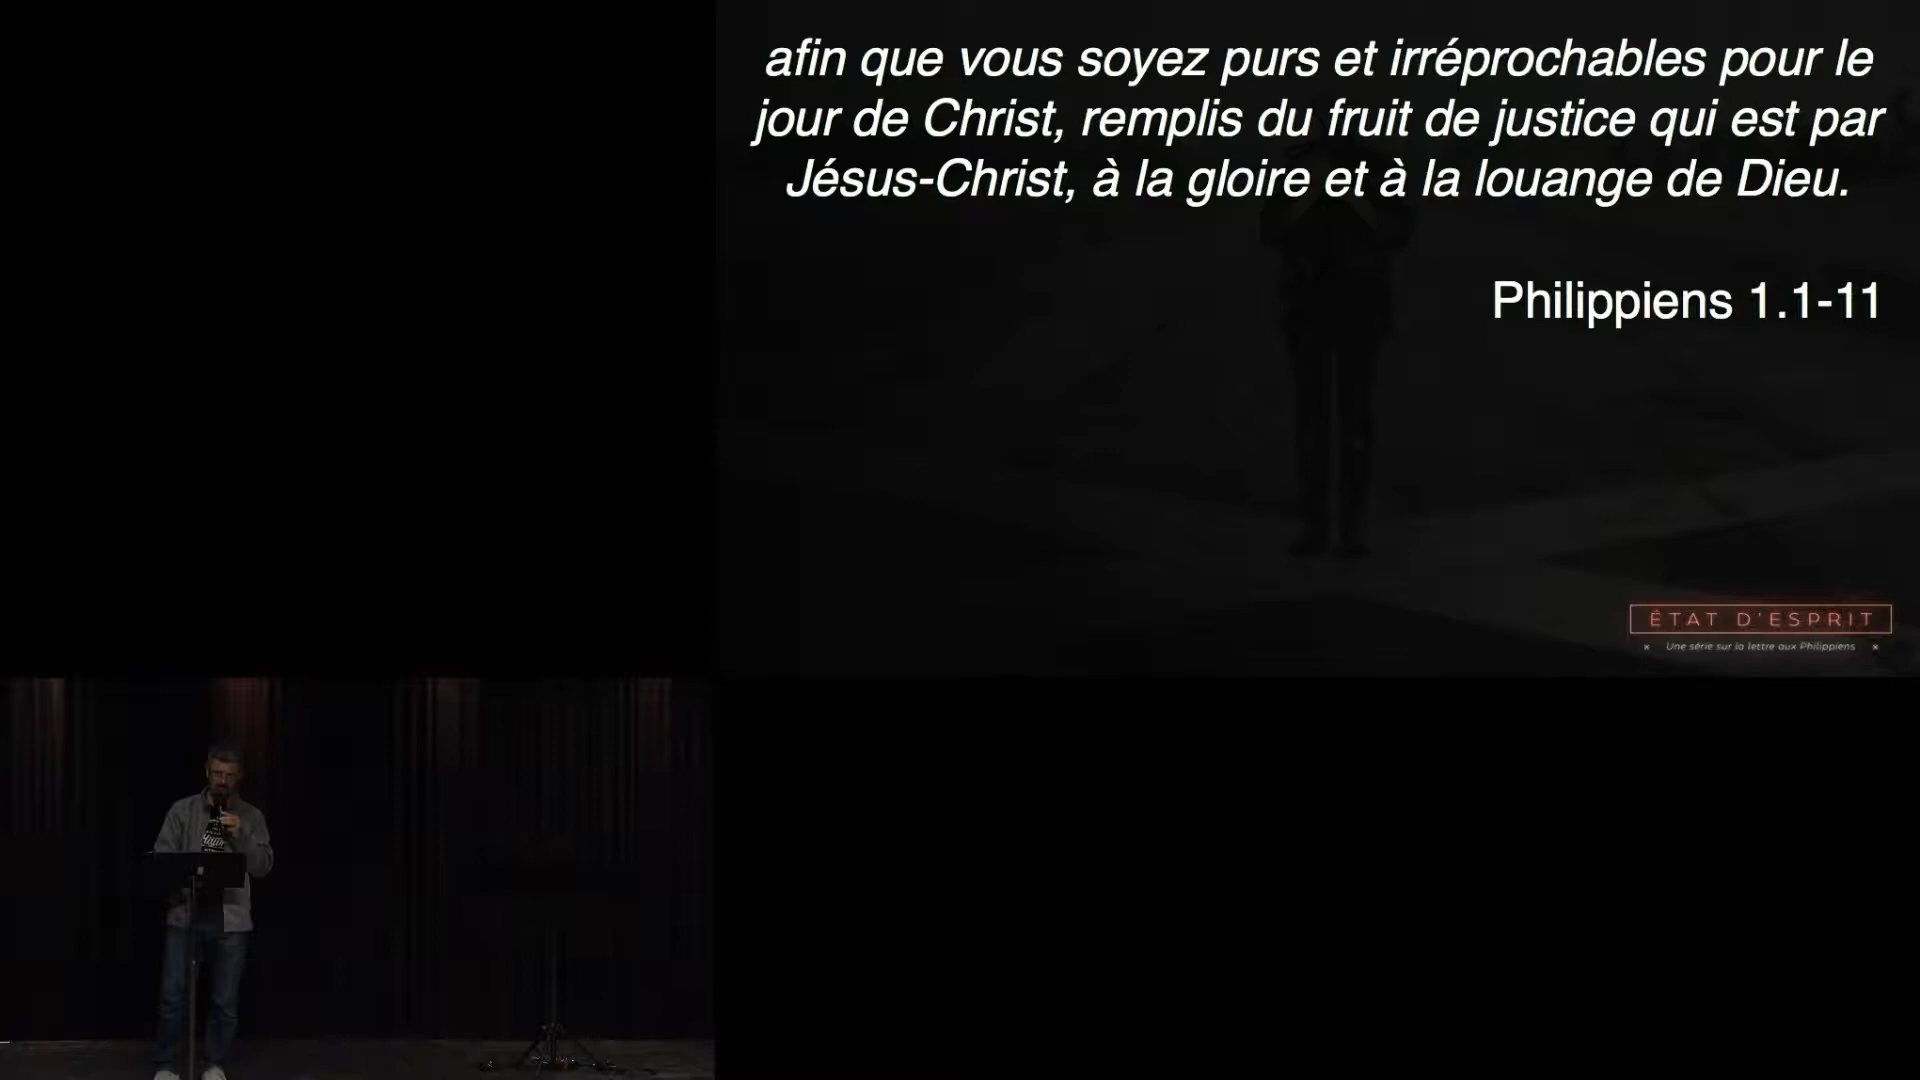 afin que vous soyez purs et irréprochables pour le
jour de Christ, remplis du fruit de justice qui est par
Jésus-Christ, à la gloire et à la louange de Dieu.
Philippiens 1.1-11
ÉTAT D'ESPRIT
Une série sur la lettre aux Philippiens